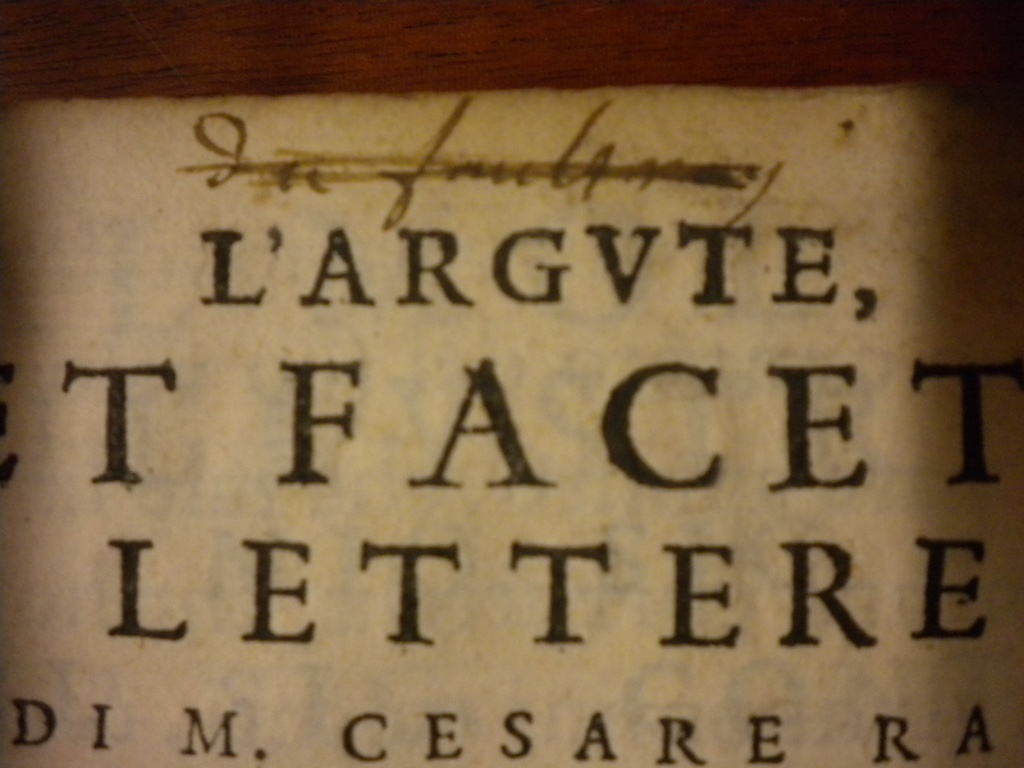 L'ARGVTE,
ET FACET
LETTERE
DI M. CESARE RA